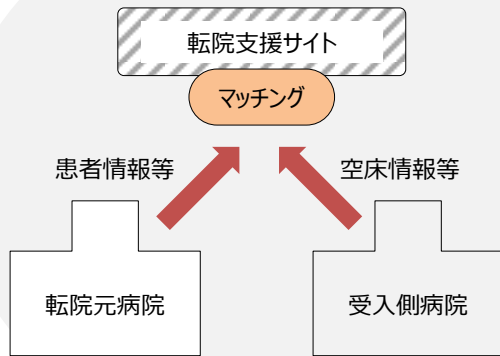 転院支援サイト
マッチング
患者情報等
空床情報等
転院元病院
受入側病院